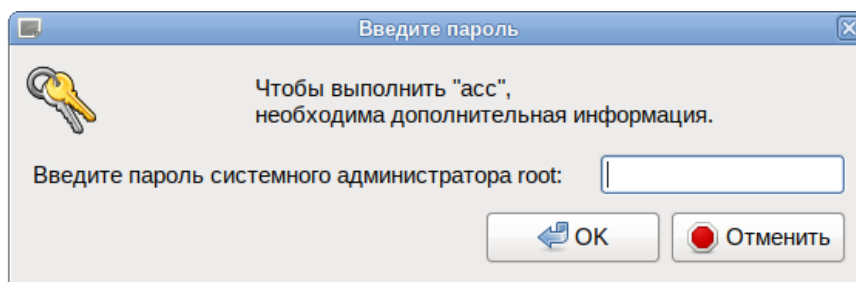 Введите пароль
Чтобы выполнить "acc",
необходима дополнительная информация.
Введите пароль системного администратора root:
OK
Отменить